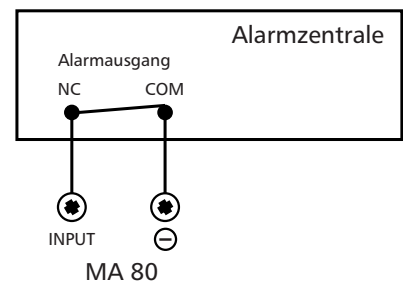 Alarmzentrale
Alarmausgang
NC COM
INPUT
MA 80